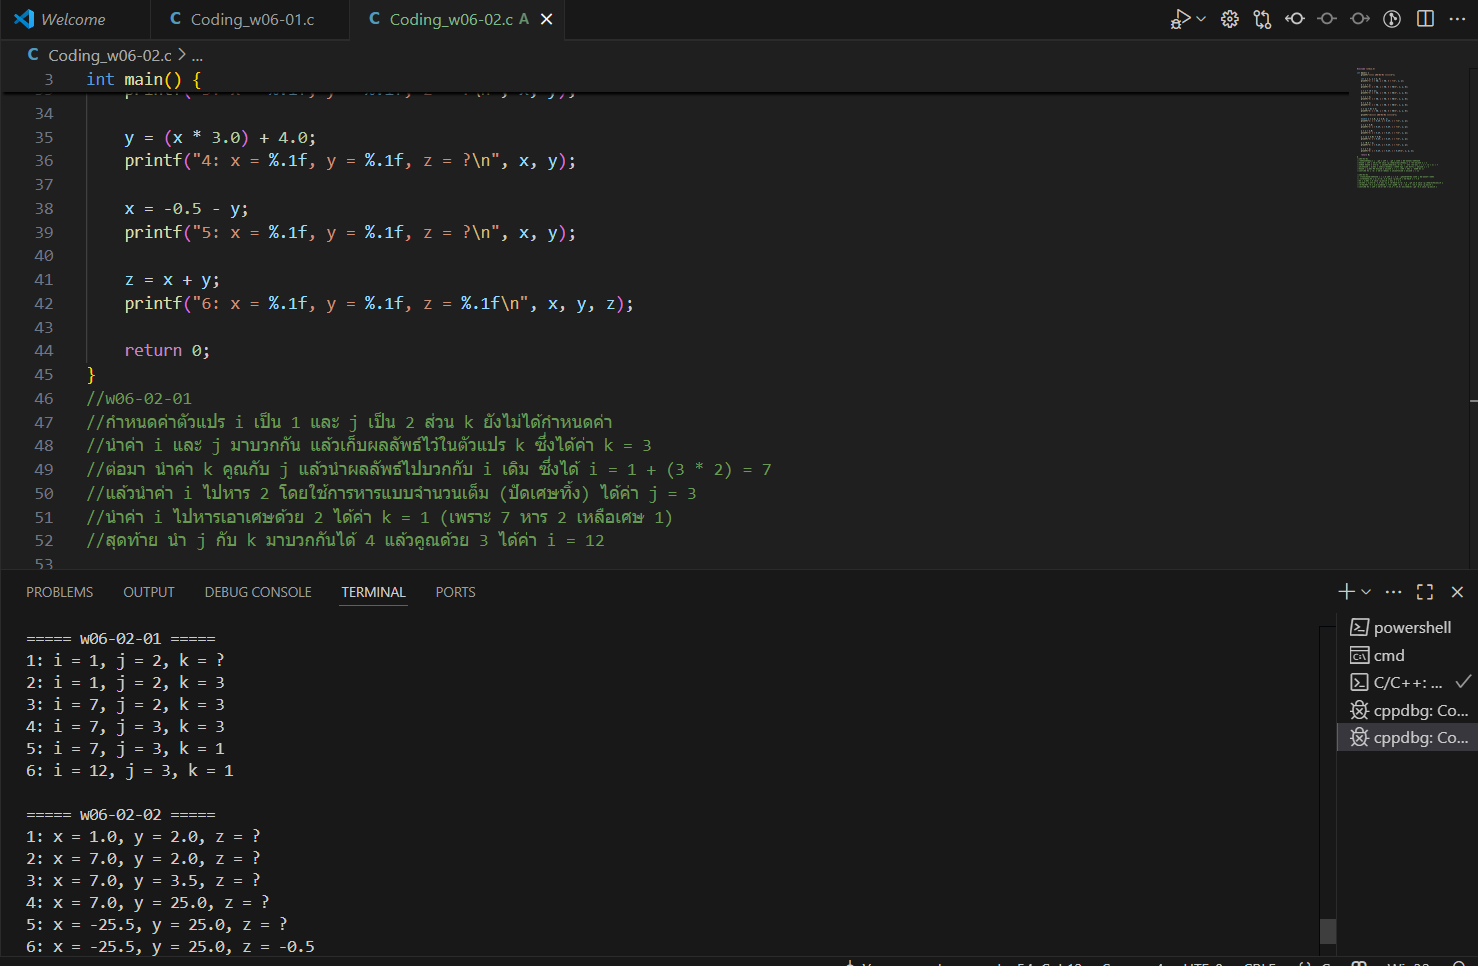 Welcome
C Coding_w06-01.c
C Coding_w06-02.c A
C Coding_w06-02.c > ...
3 int main() {
34
35 y = (x * 3.0) + 4.0;
36 printf("4: x = %.1f, y = %.1f, z = ?\n", x, y);
37
38 x = -0.5 - y;
39 printf("5: x = %.1f, y = %.1f, z = ?\n", x, y);
40
41 z = x + y;
42 printf("6: x = %.1f, y = %.1f, z = %.1f\n", x, y, z);
43
44 return 0;
45 }
46 //w06-02-01
47 //กำหนดค่าตัวแปร i เป็น 1 และ j เป็น 2 ส่วน k ยังไม่ได้กำหนดค่า
48 //นำค่า i และ j มาบวกกัน แล้วเก็บผลลัพธ์ไว้ในตัวแปร k ซึ่งได้ค่า k = 3
49 //ต่อมา นำค่า k คูณกับ j แล้วนำผลลัพธ์ไปบวกกับ i เดิม ซึ่งได้ i = 1 + (3 * 2) = 7
50 //แล้วนำค่า i ไปหาร 2 โดยใช้การหารแบบจำนวนเต็ม (ปัดเศษทิ้ง) ได้ค่า j = 3
51 //นำค่า i ไปหารเอาเศษด้วย 2 ได้ค่า k = 1 (เพราะ 7 หาร 2 เหลือเศษ 1)
52 //สุดท้าย นำ j กับ k มาบวกกันได้ 4 แล้วคูณด้วย 3 ได้ค่า i = 12
53
PROBLEMS OUTPUT DEBUG CONSOLE TERMINAL PORTS
===== w06-02-01 =====
1: i = 1, j = 2, k = ?
2: i = 1, j = 2, k = 3
3: i = 7, j = 2, k = 3
4: i = 7, j = 3, k = 3
5: i = 7, j = 3, k = 1
6: i = 12, j = 3, k = 1
===== w06-02-02 =====
1: x = 1.0, y = 2.0, z = ?
2: x = 7.0, y = 2.0, z = ?
3: x = 7.0, y = 3.5, z = ?
4: x = 7.0, y = 25.0, z = ?
5: x = -25.5, y = 25.0, z = ?
6: x = -25.5, y = 25.0, z = -0.5
powershell
cmd
C/C++: ...
cppdbg: Co...
cppdbg: Co...